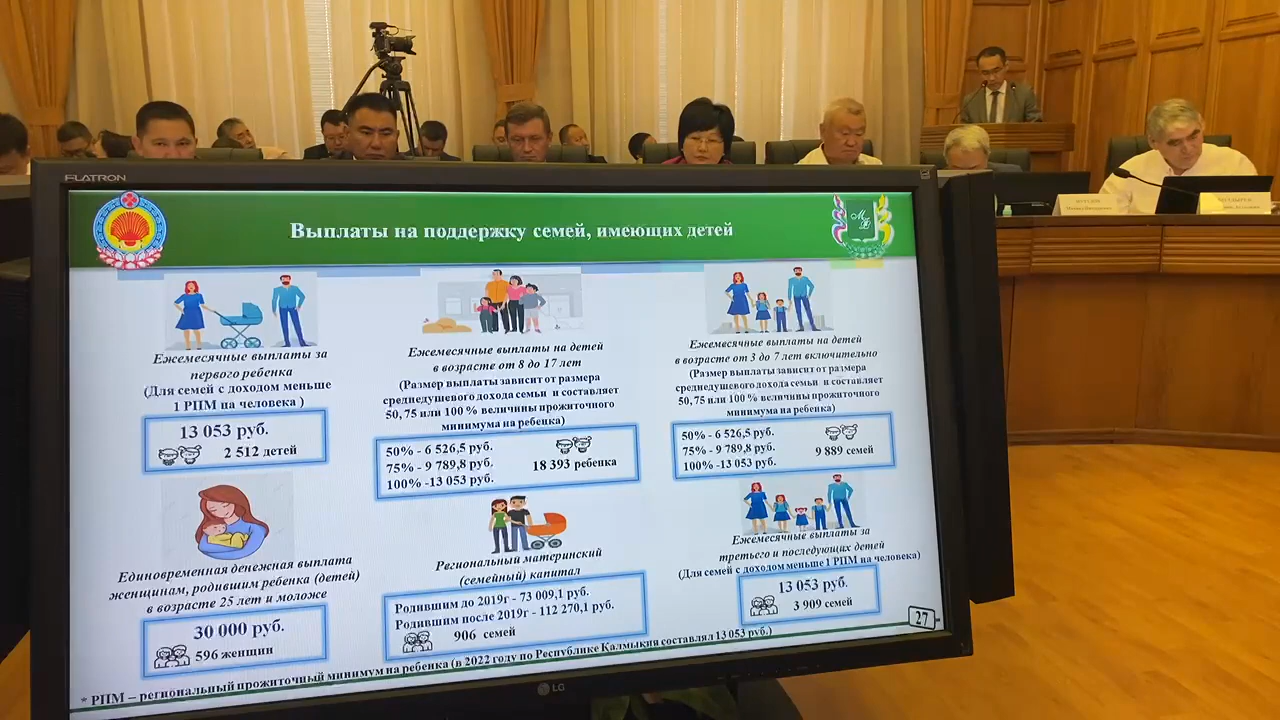 FLATRON
Выплаты на поддержку семей, имеющих детей
Ежемесячные выплаты за
первого ребенка
(Для семей с доходом меньше
1 РПМ на человека )
13 053 руб.
2 512 детей
Ежемесячные выплаты на детей
в возрасте от 8 до 17 лет
(Размер выплаты зависит от размера
среднедушевого дохода семьи и составляет
50, 75 или 100 % величины прожиточного
минимума на ребенка)
50% - 6 526,5 руб.
75% - 9 789,8 руб.
100% -13 053 руб.
18 393 ребенка
Ежемесячные выплаты на детей
в возрасте от 3 до 7 лет включительно
(Размер выплаты зависит от размера
среднедушевого дохода семьи и составляет
50, 75 или 100 % величины прожиточного
минимума на ребенка)
50% - 6 526,5 руб.
75% - 9 789,8 руб.
100% -13 053 руб.
9 889 семей
Единовременная денежная выплата
женщинам, родившим ребенка (детей)
в возрасте 25 лет и моложе
30 000 руб.
596 женщин
Региональный материнский
(семейный) капитал
Родившим до 2019г - 73 009,1 руб.
Родившим после 2019г - 112 270,1 руб.
906 семей
Ежемесячные выплаты за
третьего и последующих детей
(Для семей с доходом меньше 1 РПМ на человека)
13 053 руб.
3 909 семей
27
* РПМ – региональный прожиточный минимум на ребенка (в 2022 году по Республике Калмыкия составлял 13 053 руб.)
LG